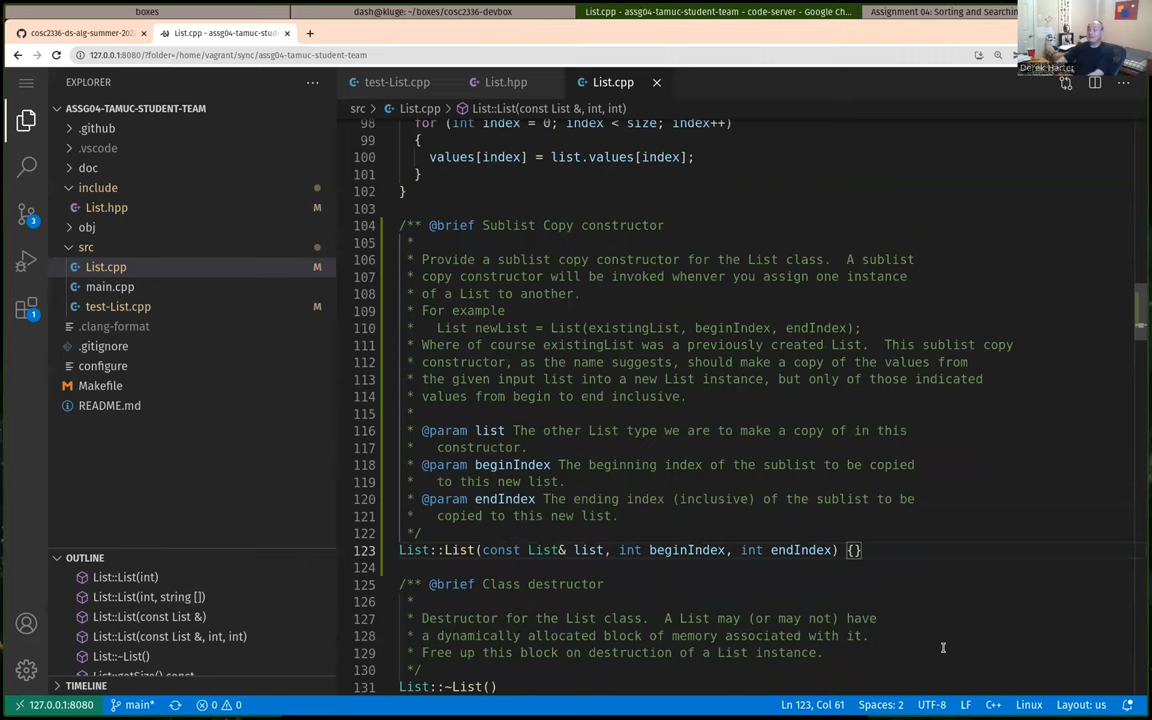 boxes
dash@kluge: ~/boxes/cosc2336-devbox
List.cpp - assg04-tamuc-student-team - code-server - Google Ch...
Assignment 04: Sorting and Searching
cosc2336-ds-alg-summer-202
List.cpp - assg04-tamuc-stud
127.0.0.1:8080/?folder=/home/vagrant/sync/assg04-tamuc-student-team
Derek Harter
EXPLORER
test-List.cpp
List.hpp
List.cpp
ASSG04-TAMUC-STUDENT-TEAM
src > List.cpp > List::List(const List &, int, int)
.github
.vscode
doc
include
List.hpp M
obj
src
List.cpp M
main.cpp
test-List.cpp M
.clang-format
.gitignore
configure
Makefile
README.md
OUTLINE
List::List(int)
List::List(int, string [])
List::List(const List &)
List::List(const List &, int, int)
List::~List()
List::getSize() const
TIMELINE
3
1
98 for (int index = 0; index < size; index++)
99 {
100 values[index] = list.values[index];
101 }
102 }
103
104 /** @brief Sublist Copy constructor
105 *
106 * Provide a sublist copy constructor for the List class.  A sublist
107 * copy constructor will be invoked whenver you assign one instance
108 * of a List to another.
109 * For example
110 *   List newList = List(existingList, beginIndex, endIndex);
111 * Where of course existingList was a previously created List.  This sublist copy
112 * constructor, as the name suggests, should make a copy of the values from
113 * the given input list into a new List instance, but only of those indicated
114 * values from begin to end inclusive.
115 *
116 * @param list The other List type we are to make a copy of in this
117 *   constructor.
118 * @param beginIndex The beginning index of the sublist to be copied
119 *   to this new list.
120 * @param endIndex The ending index (inclusive) of the sublist to be
121 *   copied to this new list.
122 */
123 List::List(const List& list, int beginIndex, int endIndex) {}
124
125 /** @brief Class destructor
126 *
127 * Destructor for the List class.  A List may (or may not) have
128 * a dynamically allocated block of memory associated with it.
129 * Free up this block on destruction of a List instance.
130 */
131 List::~List()
127.0.0.1:8080 main* 0 0 Ln 123, Col 61 Spaces: 2 UTF-8 LF C++ Linux Layout: us